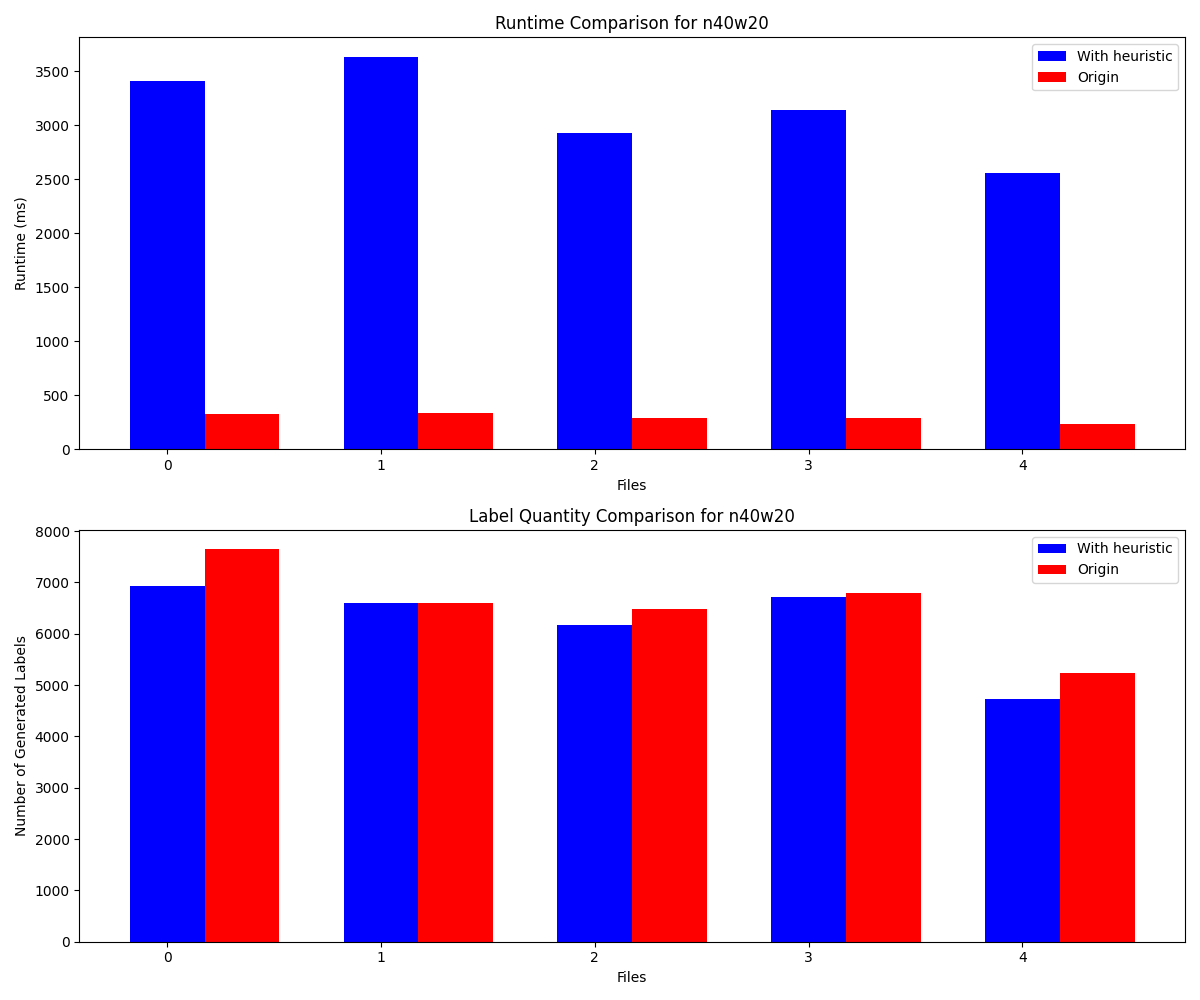 Runtime Comparison for n40w20
With heuristic
Origin
3500
3000
2500
2000
1500
1000
500
0
Runtime (ms)
0 1 2 3 4
Files
Label Quantity Comparison for n40w20
With heuristic
Origin
8000
7000
6000
5000
4000
3000
2000
1000
0
Number of Generated Labels
0 1 2 3 4
Files